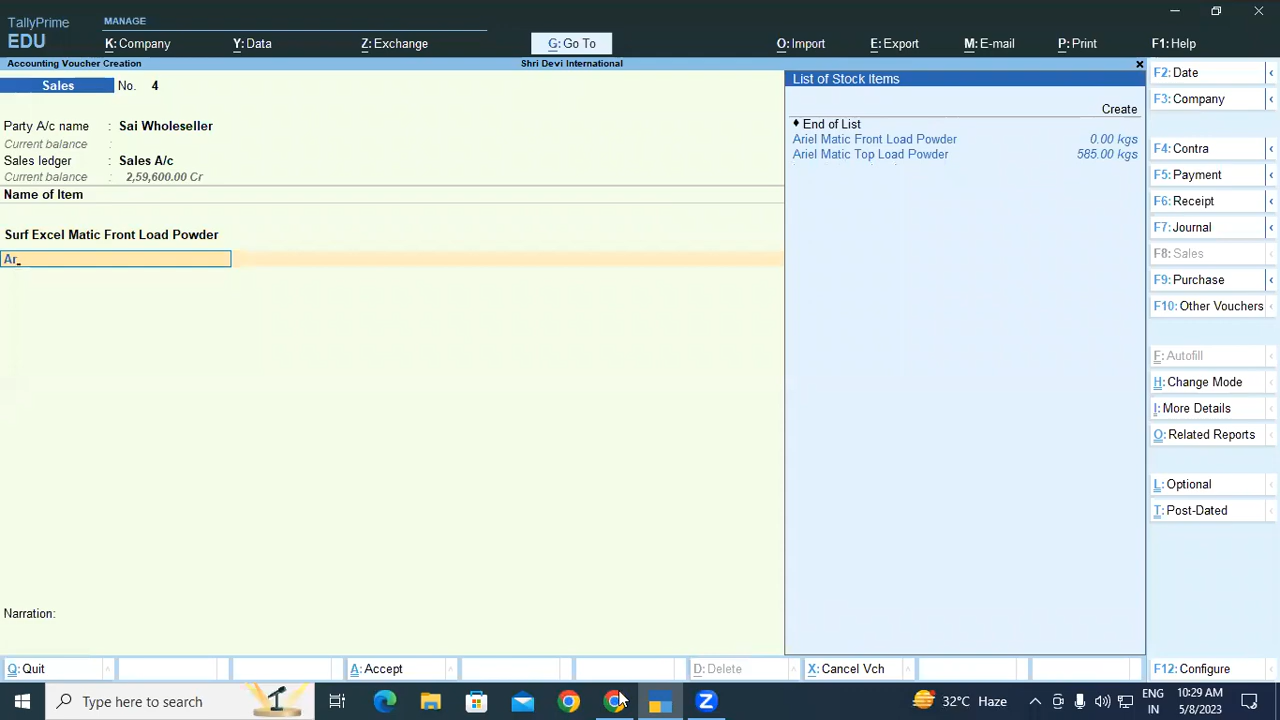 TallyPrime
EDU
MANAGE
K: Company
Y: Data
Z: Exchange
G: Go To
O: Import
E: Export
M: E-mail
P: Print
F1: Help
Accounting Voucher Creation
Shri Devi International
Sales No. 4
Party A/c name : Sai Wholeseller
Current balance :
Sales ledger : Sales A/c
Current balance : 2,59,600.00 Cr
Name of Item
Surf Excel Matic Front Load Powder
Ar
Narration:
List of Stock Items
Create
♦ End of List
Ariel Matic Front Load Powder 0.00 kgs
Ariel Matic Top Load Powder 585.00 kgs
F2: Date
F3: Company
F4: Contra
F5: Payment
F6: Receipt
F7: Journal
F8: Sales
F9: Purchase
F10: Other Vouchers
F: Autofill
H: Change Mode
I: More Details
O: Related Reports
L: Optional
T: Post-Dated
Q: Quit
A: Accept
D: Delete
X: Cancel Vch
F12: Configure
Type here to search
32°C Haze
ENG
IN
10:29 AM
5/8/2023